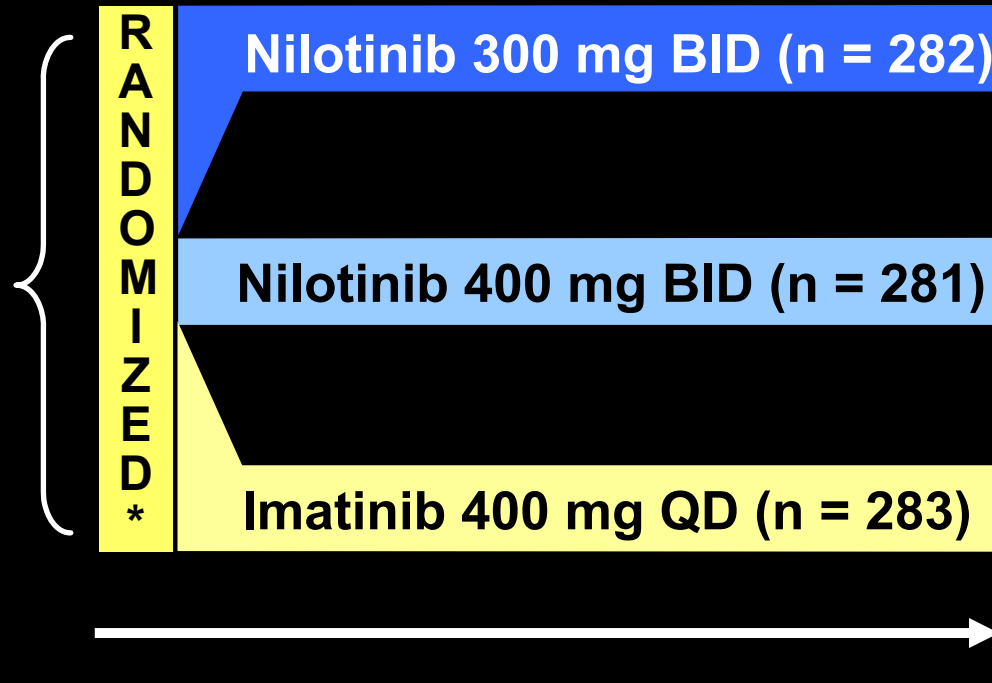 RANDOMIZED*
Nilotinib 300 mg BID (n = 282)
Nilotinib 400 mg BID (n = 281)
Imatinib 400 mg QD (n = 283)